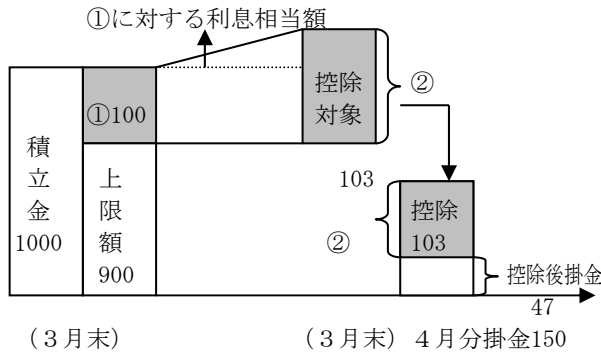 ①に対する利息相当額
①100
控除
対象
②
積
立
金
1000
上
限
額
900
103
控除
103
②
控除後掛金
47
(３月末)
(３月末) ４月分掛金150